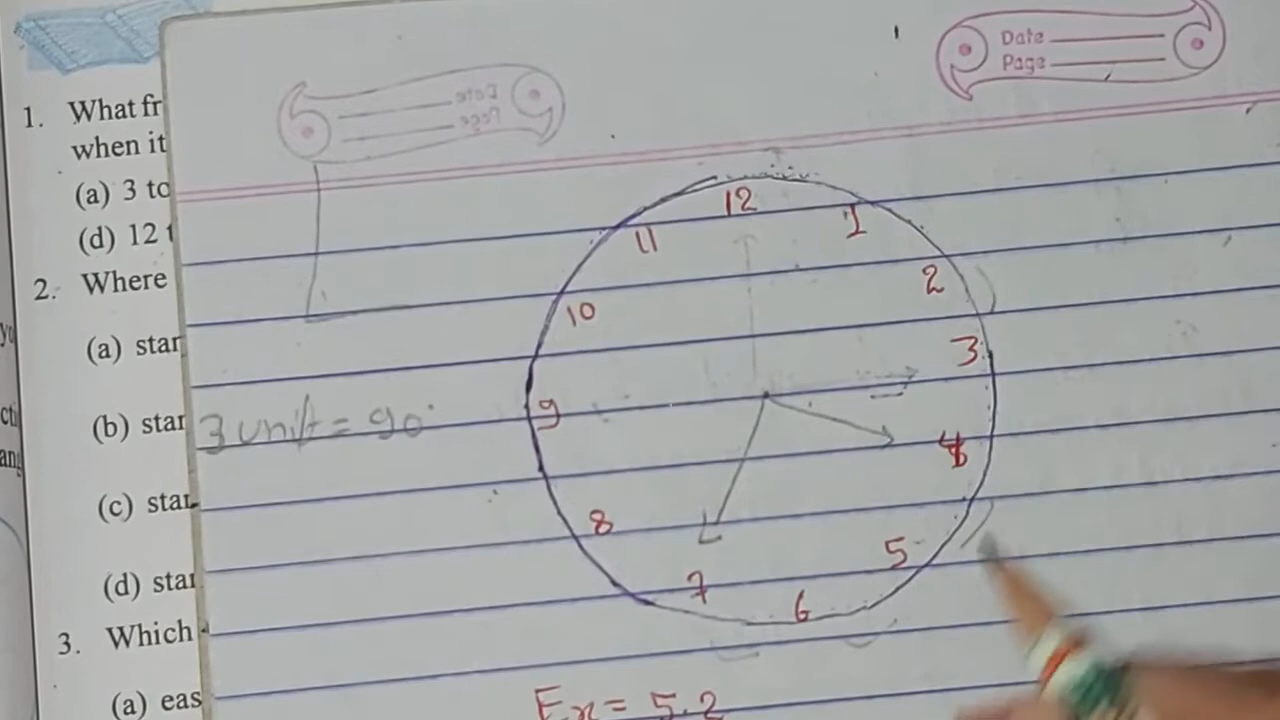 Date
Page
1. What fr
when it
(a) 3 to
(d) 12 t
2. Where
(a) star
(b) star
(c) star
(d) star
3. Which
(a) eas
12
1
11
2
10
3
9
4
8
5
7
6
3 unit = 90°
Ex = 5.2